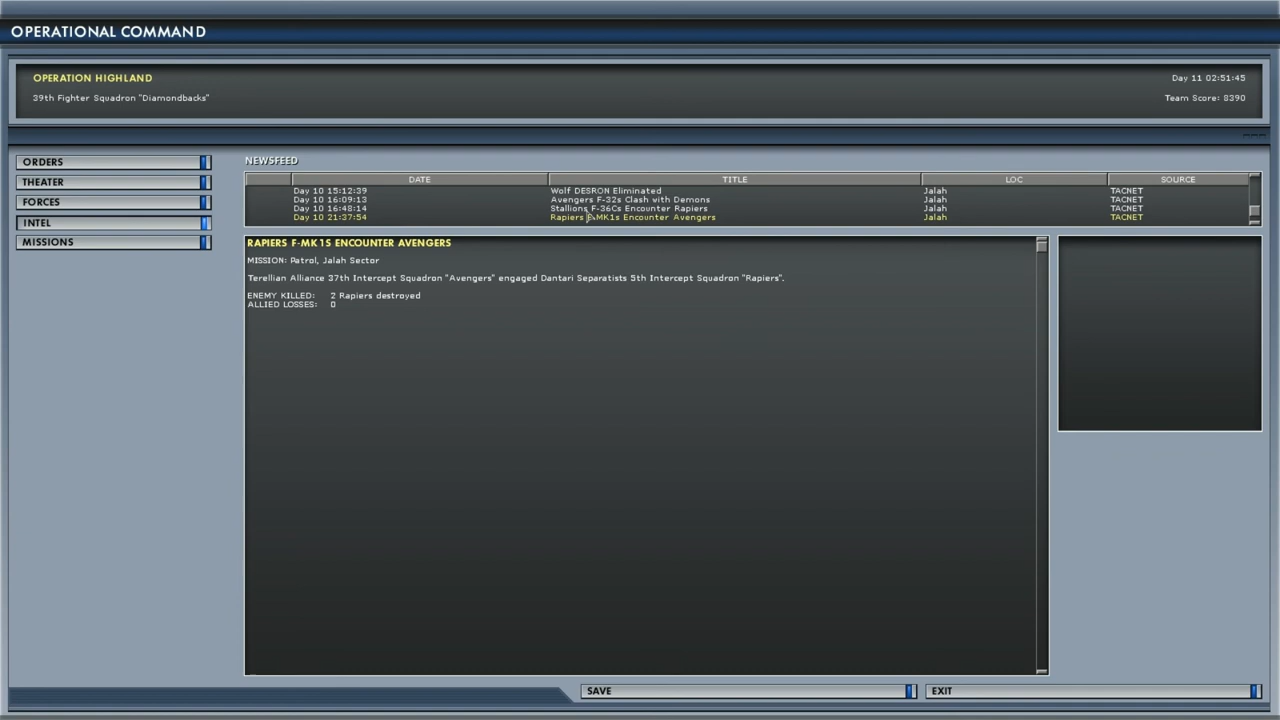 OPERATIONAL COMMAND
OPERATION HIGHLAND
Day 11 02:51:45
39th Fighter Squadron "Diamondbacks"
Team Score: 8390
ORDERS
THEATER
FORCES
INTEL
MISSIONS
NEWSFEED
DATE TITLE LOC SOURCE
Day 10 15:12:39 Wolf DESRON Eliminated Jalah TACNET
Day 10 16:09:13 Avengers F-32s Clash with Demons Jalah TACNET
Day 10 16:48:14 Stallions F-36Cs Encounter Rapiers Jalah TACNET
Day 10 21:37:54 Rapiers F-MK1s Encounter Avengers Jalah TACNET
RAPIERS F-MK1S ENCOUNTER AVENGERS
MISSION: Patrol, Jalah Sector
Terellian Alliance 37th Intercept Squadron "Avengers" engaged Dantari Separatists 5th Intercept Squadron "Rapiers".
ENEMY KILLED: 2 Rapiers destroyed
ALLIED LOSSES: 0
SAVE
EXIT